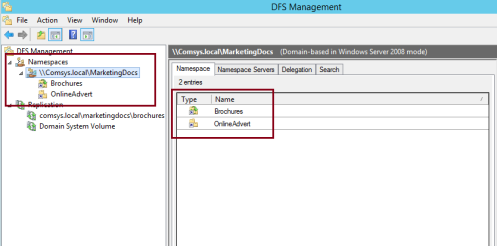 DFS Management
File Action View Window Help
DFS Management
Namespaces
\\Comsys.local\MarketingDocs
Brochures
OnlineAdvert
Replication
comsys.local\marketingdocs\brochures
Domain System Volume
\\Comsys.local\MarketingDocs (Domain-based in Windows Server 2008 mode)
Namespace Namespace Servers Delegation Search
2 entries
Type Name
Brochures
OnlineAdvert